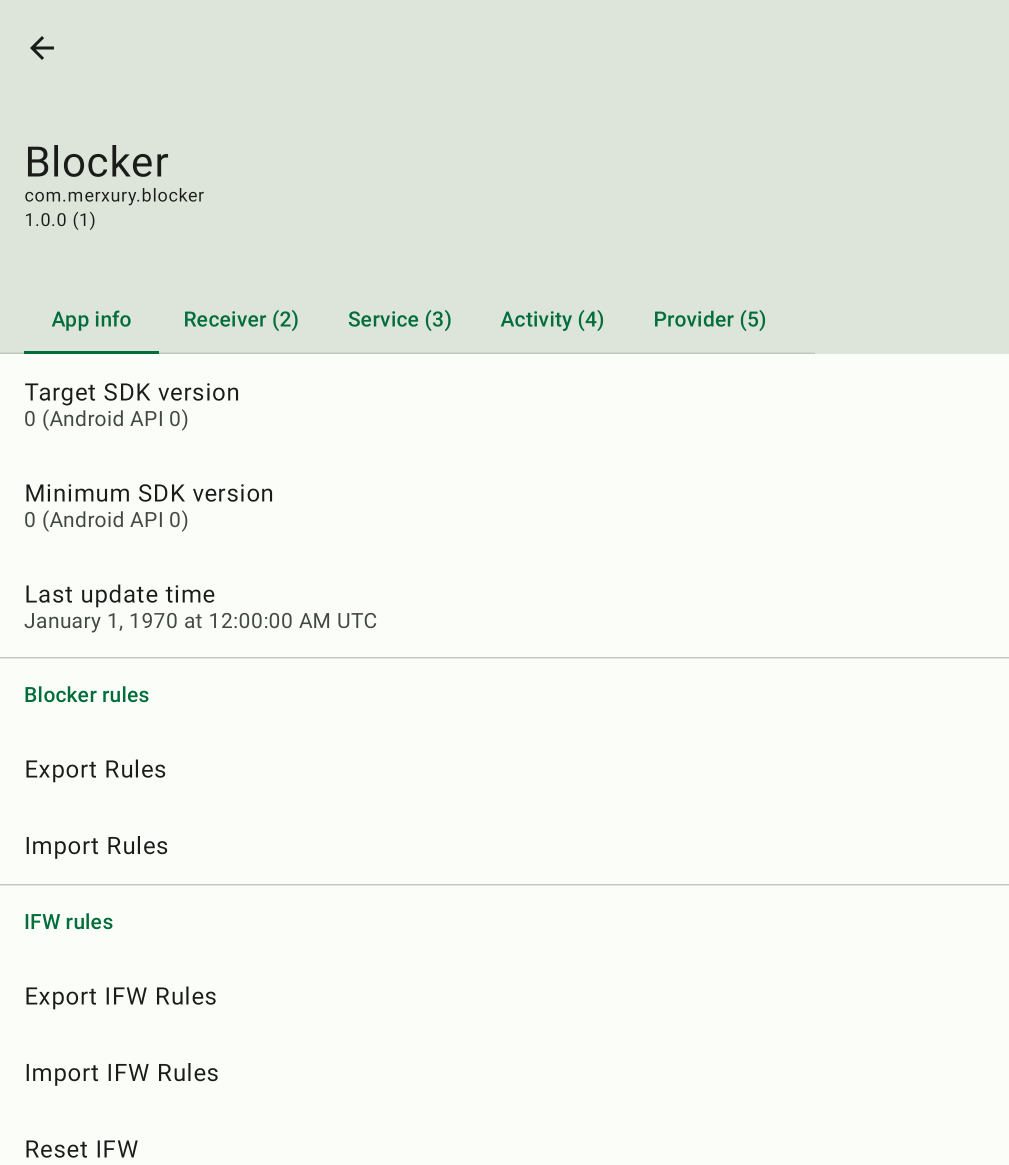 Blocker
com.merxury.blocker
1.0.0 (1)
App info Receiver (2) Service (3) Activity (4) Provider (5)
Target SDK version
0 (Android API 0)
Minimum SDK version
0 (Android API 0)
Last update time
January 1, 1970 at 12:00:00 AM UTC
Blocker rules
Export Rules
Import Rules
IFW rules
Export IFW Rules
Import IFW Rules
Reset IFW